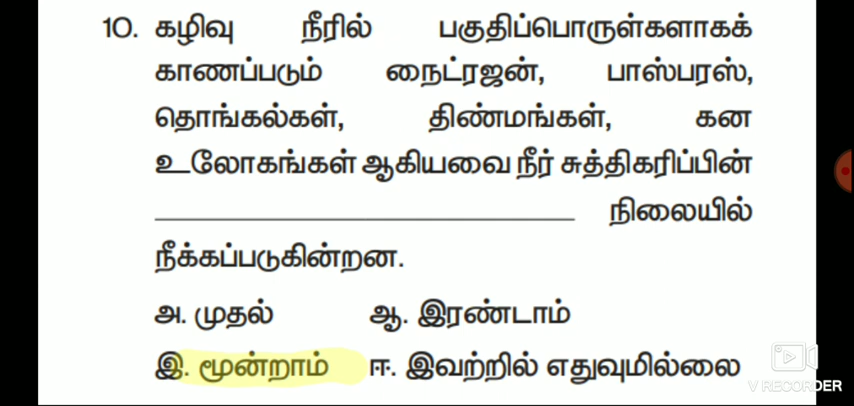 10. கழிவு நீரில் பகுதிப்பொருள்களாகக்
காணப்படும் நைட்ரஜன், பாஸ்பரஸ்,
தொங்கல்கள், திண்மங்கள், கன
உலோகங்கள் ஆகியவை நீர் சுத்திகரிப்பின்
______________________________ நிலையில்
நீக்கப்படுகின்றன.
அ. முதல் ஆ. இரண்டாம்
இ. மூன்றாம் ஈ. இவற்றில் எதுவுமில்லை
V RECORDER